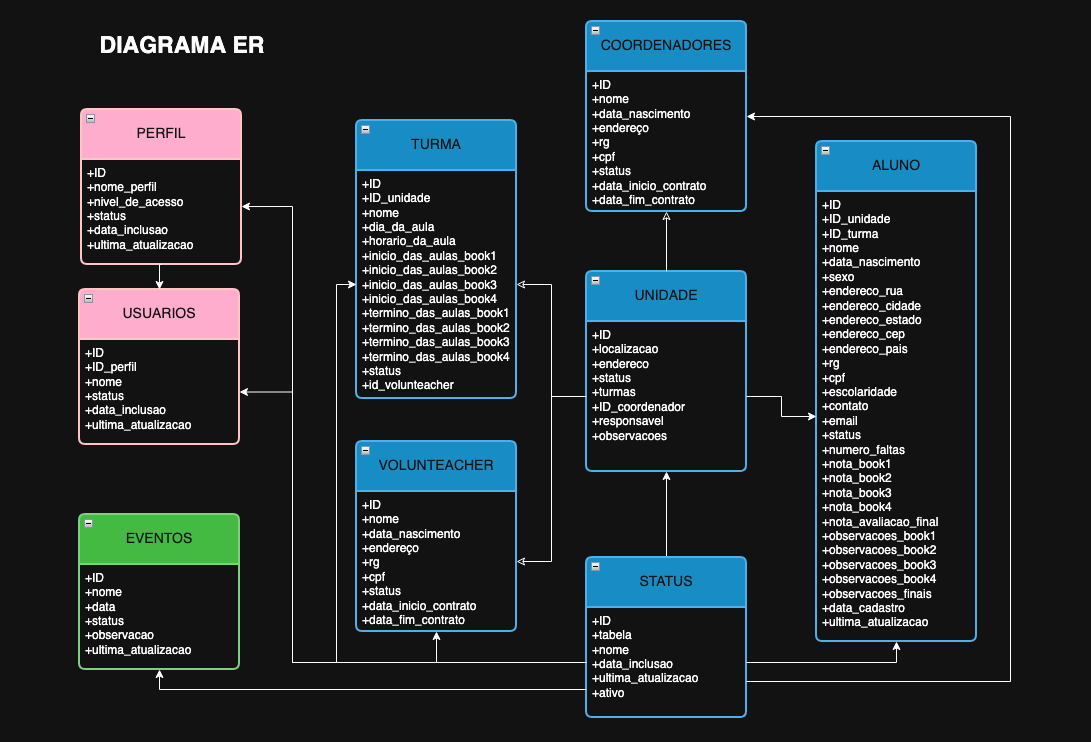 DIAGRAMA ER
PERFIL
+ID
+nome_perfil
+nivel_de_acesso
+status
+data_inclusao
+ultima_atualizacao
USUARIOS
+ID
+ID_perfil
+nome
+status
+data_inclusao
+ultima_atualizacao
EVENTOS
+ID
+nome
+data
+status
+observacao
+ultima_atualizacao
TURMA
+ID
+ID_unidade
+nome
+dia_da_aula
+horario_da_aula
+inicio_das_aulas_book1
+inicio_das_aulas_book2
+inicio_das_aulas_book3
+inicio_das_aulas_book4
+termino_das_aulas_book1
+termino_das_aulas_book2
+termino_das_aulas_book3
+termino_das_aulas_book4
+status
+id_volunteacher
VOLUNTEACHER
+ID
+nome
+data_nascimento
+endereço
+rg
+cpf
+status
+data_inicio_contrato
+data_fim_contrato
COORDENADORES
+ID
+nome
+data_nascimento
+endereço
+rg
+cpf
+status
+data_inicio_contrato
+data_fim_contrato
UNIDADE
+ID
+localizacao
+endereco
+status
+turmas
+ID_coordenador
+responsavel
+observacoes
STATUS
+ID
+tabela
+nome
+data_inclusao
+ultima_atualizacao
+ativo
ALUNO
+ID
+ID_unidade
+ID_turma
+nome
+data_nascimento
+sexo
+endereco_rua
+endereco_cidade
+endereco_estado
+endereco_cep
+endereco_pais
+rg
+cpf
+escolaridade
+contato
+email
+status
+numero_faltas
+nota_book1
+nota_book2
+nota_book3
+nota_book4
+nota_avaliacao_final
+observacoes_book1
+observacoes_book2
+observacoes_book3
+observacoes_book4
+observacoes_finais
+data_cadastro
+ultima_atualizacao